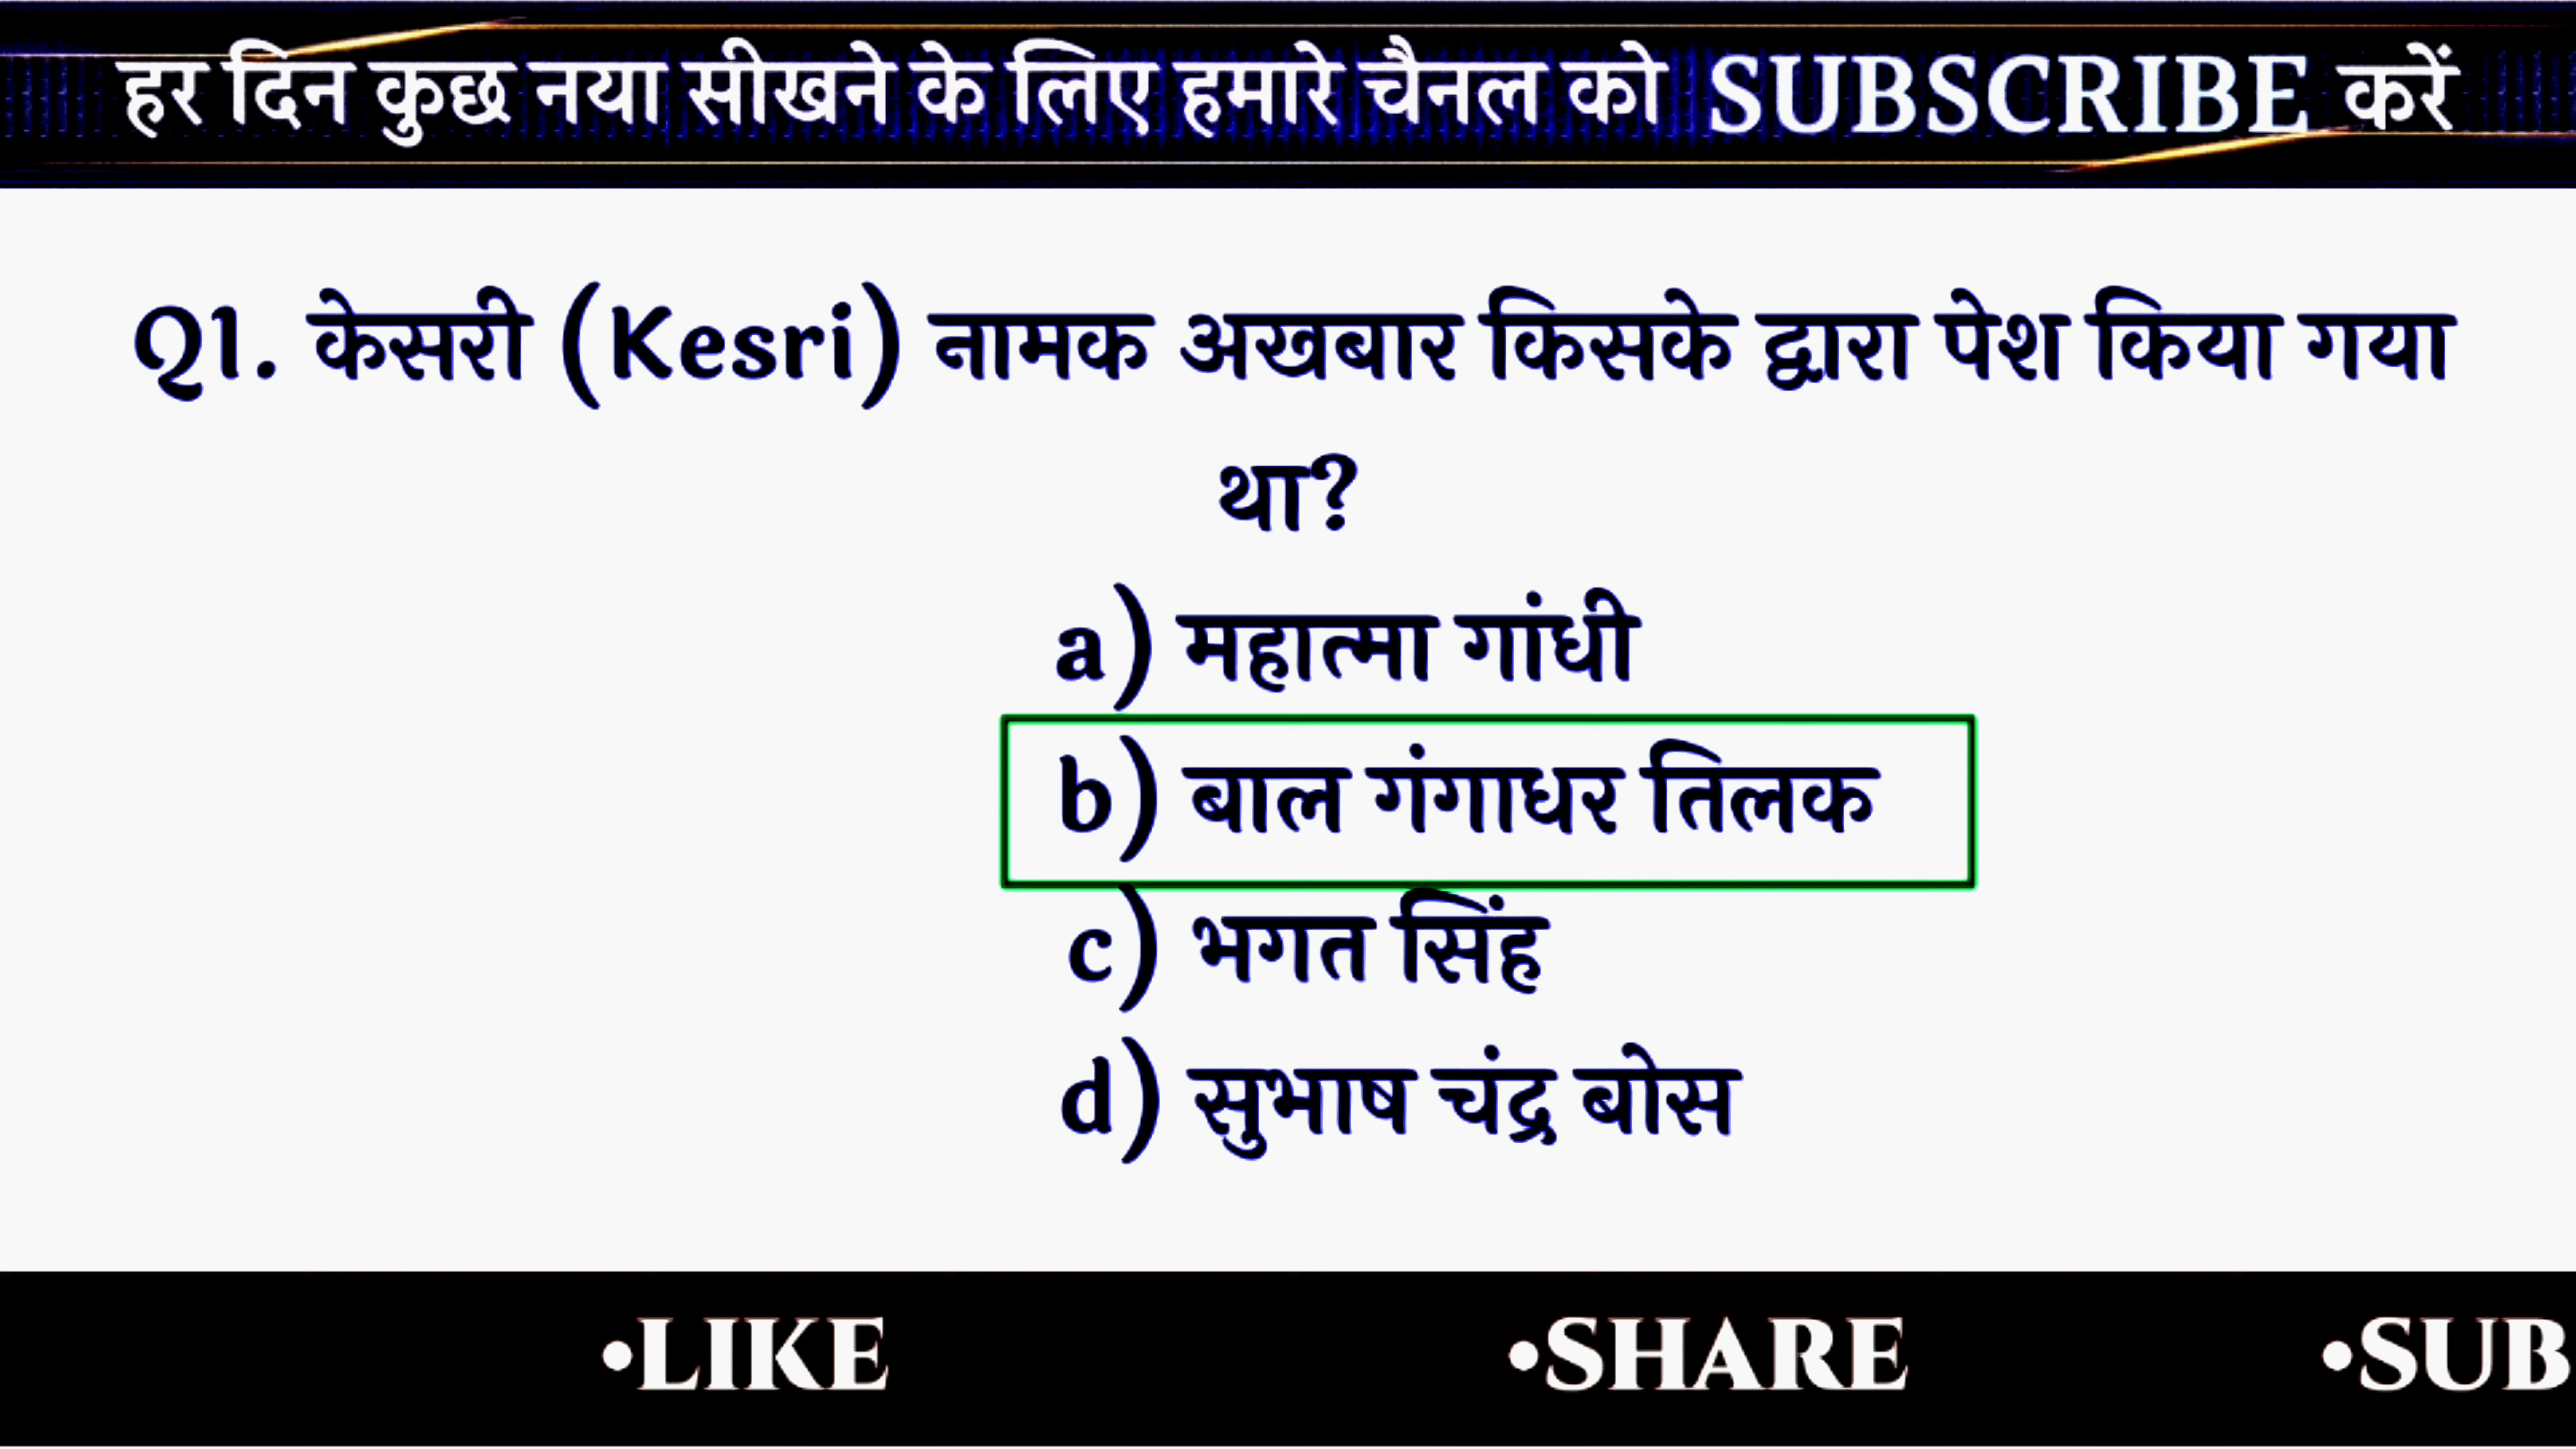 हर दिन कुछ नया सीखने के लिए हमारे चैनल को SUBSCRIBE करें
Q1. केसरी (Kesri) नामक अखबार किसके द्वारा पेश किया गया
था?
a) महात्मा गांधी
b) बाल गंगाधर तिलक
c) भगत सिंह
d) सुभाष चंद्र बोस
•LIKE •SHARE •SUB